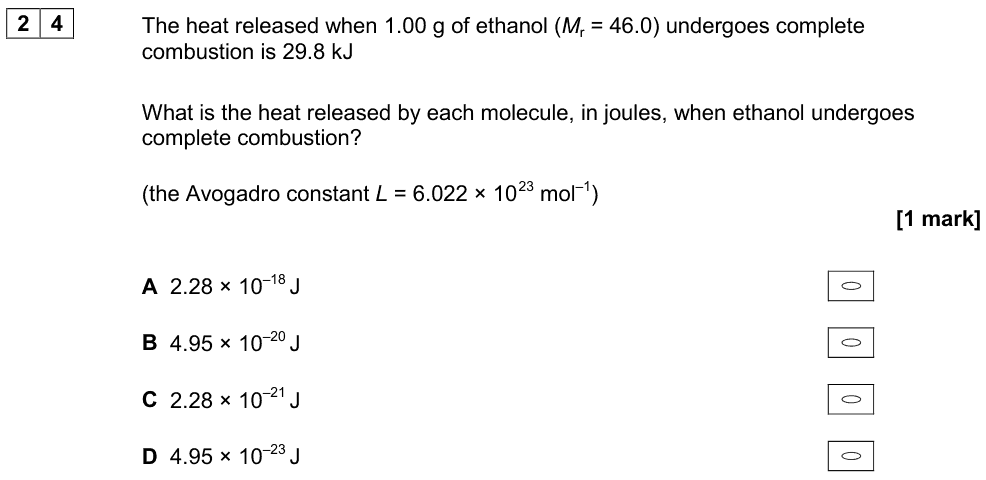 2 4 The heat released when 1.00 g of ethanol (Mᵣ = 46.0) undergoes complete
combustion is 29.8 kJ
What is the heat released by each molecule, in joules, when ethanol undergoes
complete combustion?
(the Avogadro constant L = 6.022 × 10²³ mol⁻¹)
[1 mark]
A 2.28 × 10⁻¹⁸ J
B 4.95 × 10⁻²⁰ J
C 2.28 × 10⁻²¹ J
D 4.95 × 10⁻²³ J